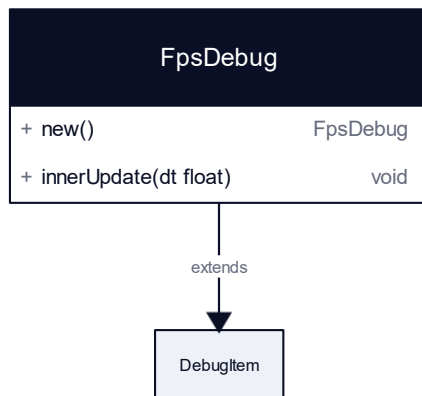 FpsDebug
+ new() FpsDebug
+ innerUpdate(dt float) void
extends
DebugItem